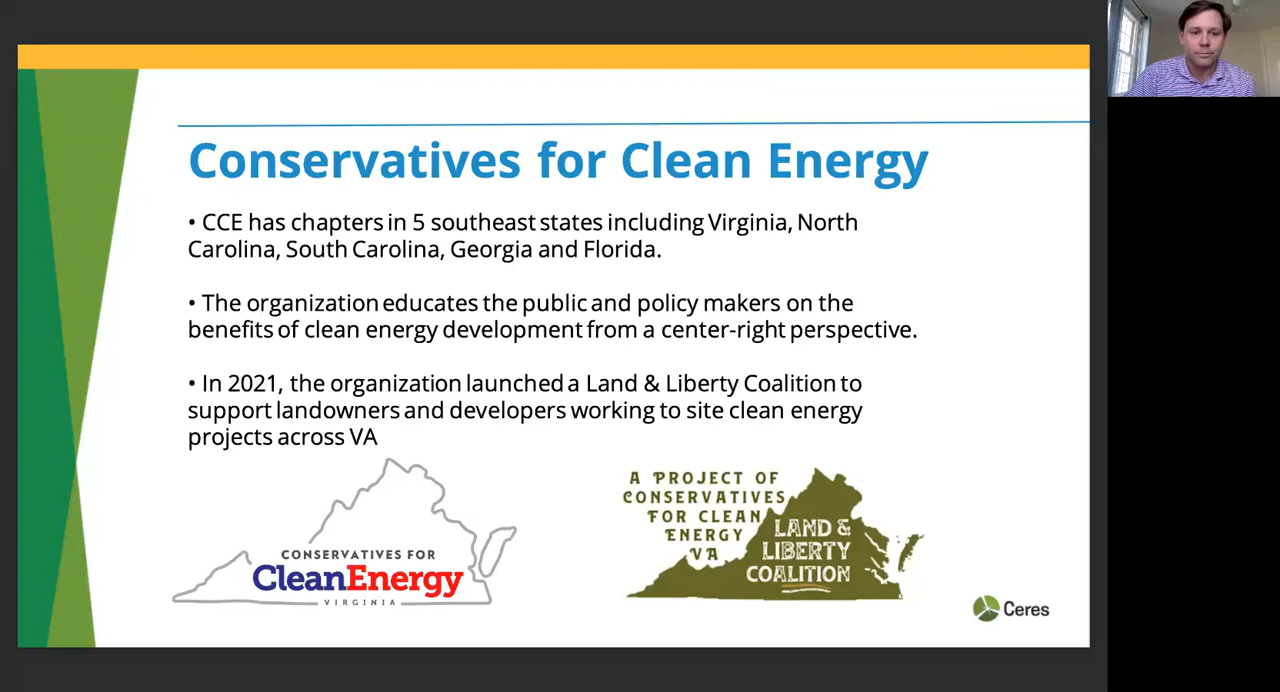 Conservatives for Clean Energy
• CCE has chapters in 5 southeast states including Virginia, North
Carolina, South Carolina, Georgia and Florida.
• The organization educates the public and policy makers on the
benefits of clean energy development from a center-right perspective.
• In 2021, the organization launched a Land & Liberty Coalition to
support landowners and developers working to site clean energy
projects across VA
CONSERVATIVES FOR
CleanEnergy
VIRGINIA
A PROJECT OF
CONSERVATIVES
FOR CLEAN
ENERGY
VA
LAND &
LIBERTY
COALITION
Ceres